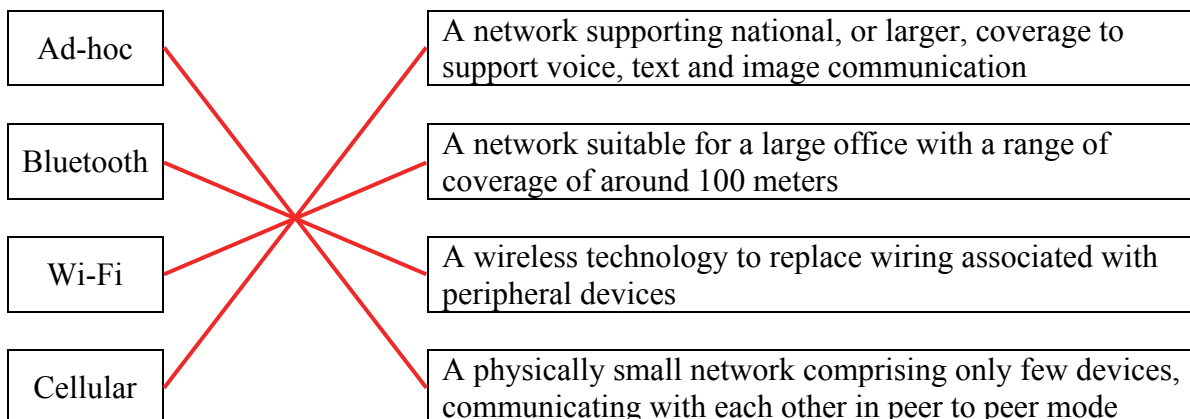 Ad-hoc
A network supporting national, or larger, coverage to
support voice, text and image communication
Bluetooth
A network suitable for a large office with a range of
coverage of around 100 meters
Wi-Fi
A wireless technology to replace wiring associated with
peripheral devices
Cellular
A physically small network comprising only few devices,
communicating with each other in peer to peer mode